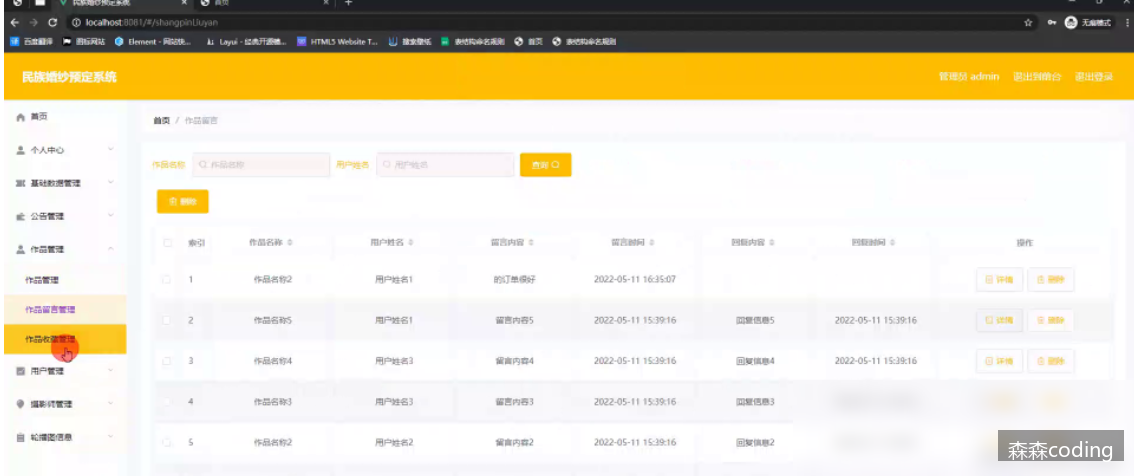 民族婚纱预定系统
首页
localhost:8081/#/shangpinLiuyan
无痕模式
百度翻译 图标网站 Element - 网站快... Layui - 经典开源模... HTML5 Website T... 搜索壁纸 表结构命名规则 首页 表结构命名规则
民族婚纱预定系统 管理员 admin 退出到前台 退出登录
首页
个人中心
基础数据管理
公告管理
作品管理
作品管理
作品留言管理
作品收藏管理
用户管理
摄影师管理
轮播图信息
首页 / 作品留言
作品名称 作品名称 用户姓名 用户姓名 查询
删除
索引 作品名称 用户姓名 留言内容 留言时间 回复内容 回复时间 操作
1 作品名称2 用户姓名1 的订单很好 2022-05-11 16:35:07 详情 删除
2 作品名称5 用户姓名1 留言内容5 2022-05-11 15:39:16 回复信息5 2022-05-11 15:39:16 详情 删除
3 作品名称4 用户姓名3 留言内容4 2022-05-11 15:39:16 回复信息4 2022-05-11 15:39:16 详情 删除
4 作品名称3 用户姓名3 留言内容3 2022-05-11 15:39:16 回复信息3
5 作品名称2 用户姓名2 留言内容2 2022-05-11 15:39:16 回复信息2
森森coding